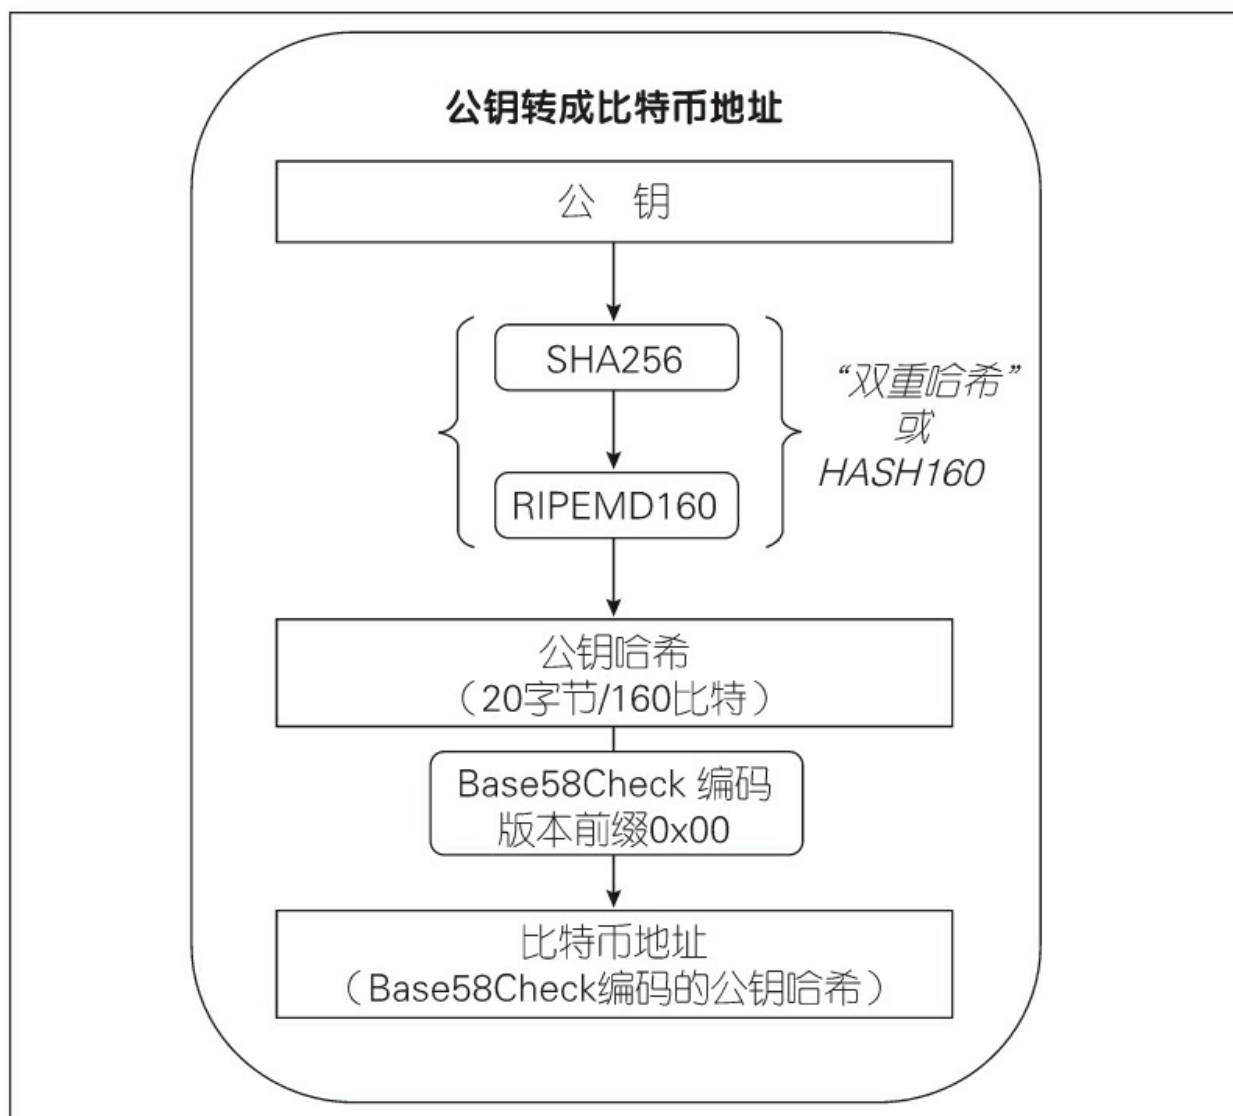 公钥转成比特币地址
公 钥
SHA256
“双重哈希”
或
HASH160
RIPEMD160
公钥哈希
（20字节/160比特）
Base58Check 编码
版本前缀0x00
比特币地址
（Base58Check编码的公钥哈希）